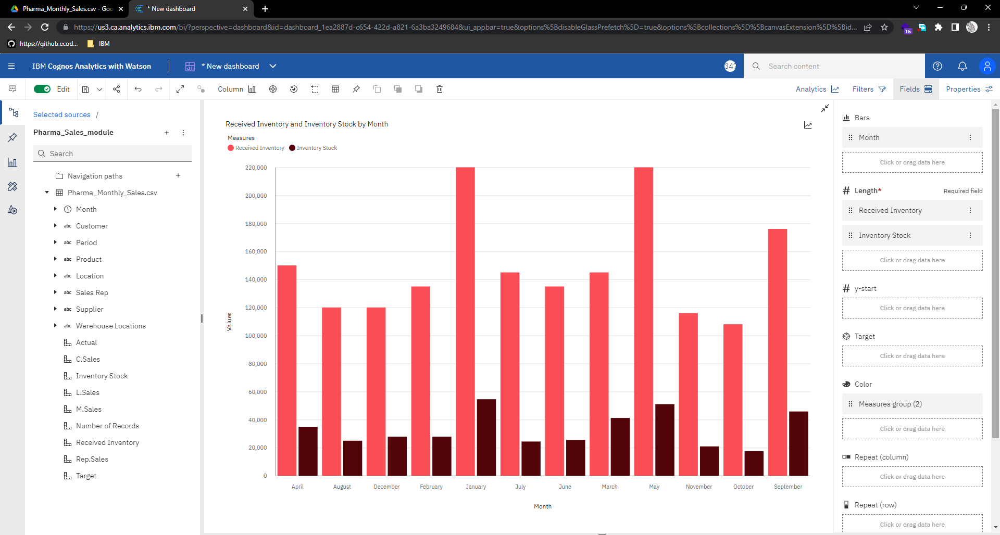 Pharma_Monthly_Sales.csv - Goo
* New dashboard
https://us3.ca.analytics.ibm.com/bi/?perspective=dashboard&id=dashboard_1ea2887d-c654-422d-a821-6a3ba3249684&ui_appbar=true&options%5BdisableGlassPrefetch%5D=true&options%5Bcollections%5D%5BcanvasExtension%5D%5Bid...
16
https://github.ecod...
IBM
IBM Cognos Analytics with Watson
* New dashboard
347
Search content
Edit
Column
Analytics
Filters
Fields
Properties
Selected sources /
Pharma_Sales_module
Search
Navigation paths
Pharma_Monthly_Sales.csv
Month
abc Customer
abc Period
abc Product
abc Location
abc Sales Rep
abc Supplier
abc Warehouse Locations
Actual
C.Sales
Inventory Stock
L.Sales
M.Sales
Number of Records
Received Inventory
Rep.Sales
Target
Received Inventory and Inventory Stock by Month
Measures
Received Inventory Inventory Stock
220,000
200,000
180,000
160,000
140,000
120,000
100,000
80,000
60,000
40,000
20,000
0
Values
April August December February January July June March May November October September
Month
Bars
Month
Click or drag data here
# Length* Required field
Received Inventory
Inventory Stock
Click or drag data here
# y-start
Click or drag data here
Target
Click or drag data here
Color
Measures group (2)
Click or drag data here
Repeat (column)
Click or drag data here
Repeat (row)
Click or drag data here